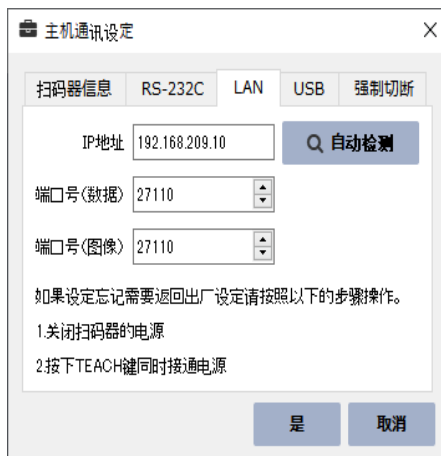 主机通讯设定
扫码器信息 RS-232C LAN USB 强制切断
IP地址 192.168.209.10 自动检测
端口号(数据) 27110
端口号(图像) 27110
如果设定忘记需要返回出厂设定请按照以下的步骤操作。
1.关闭扫码器的电源
2.按下TEACH键同时接通电源
是 取消